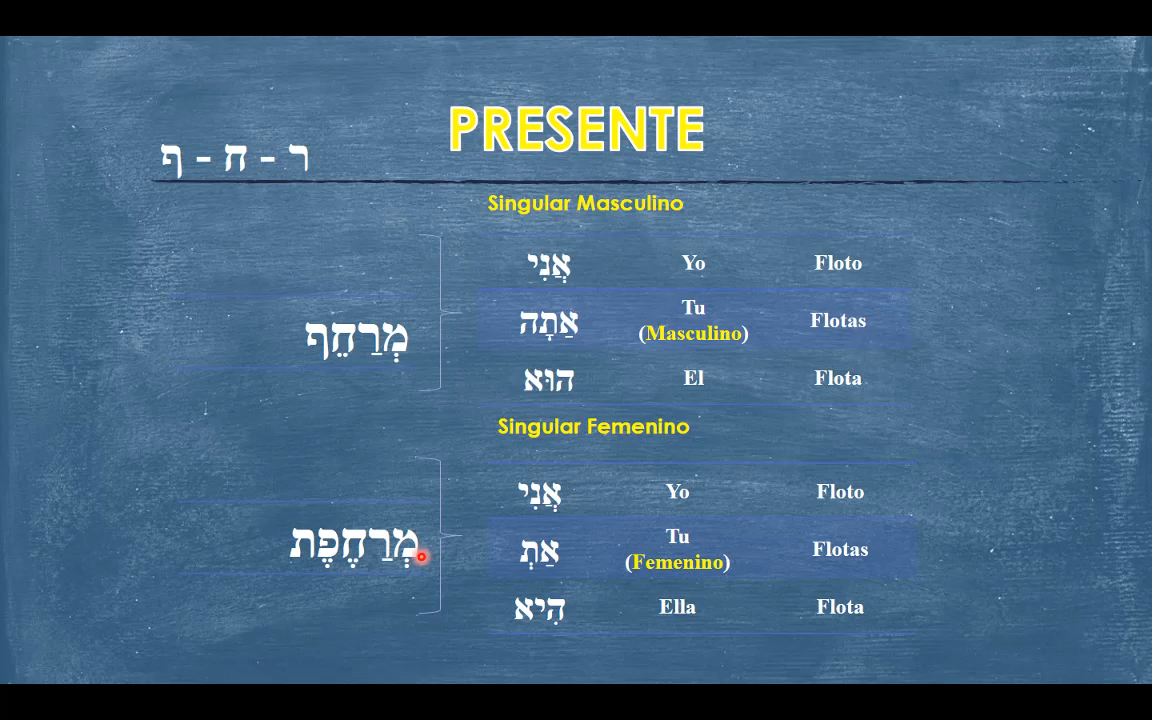 PRESENTE
ר - ח - ף
Singular Masculino
אֲנִי Yo Floto
אַתָה Tu (Masculino) Flotas
הוּא El Flota
מְרַחֵף
Singular Femenino
אֲנִי Yo Floto
אַתְ Tu (Femenino) Flotas
הִיא Ella Flota
מְרַחֶפֶת